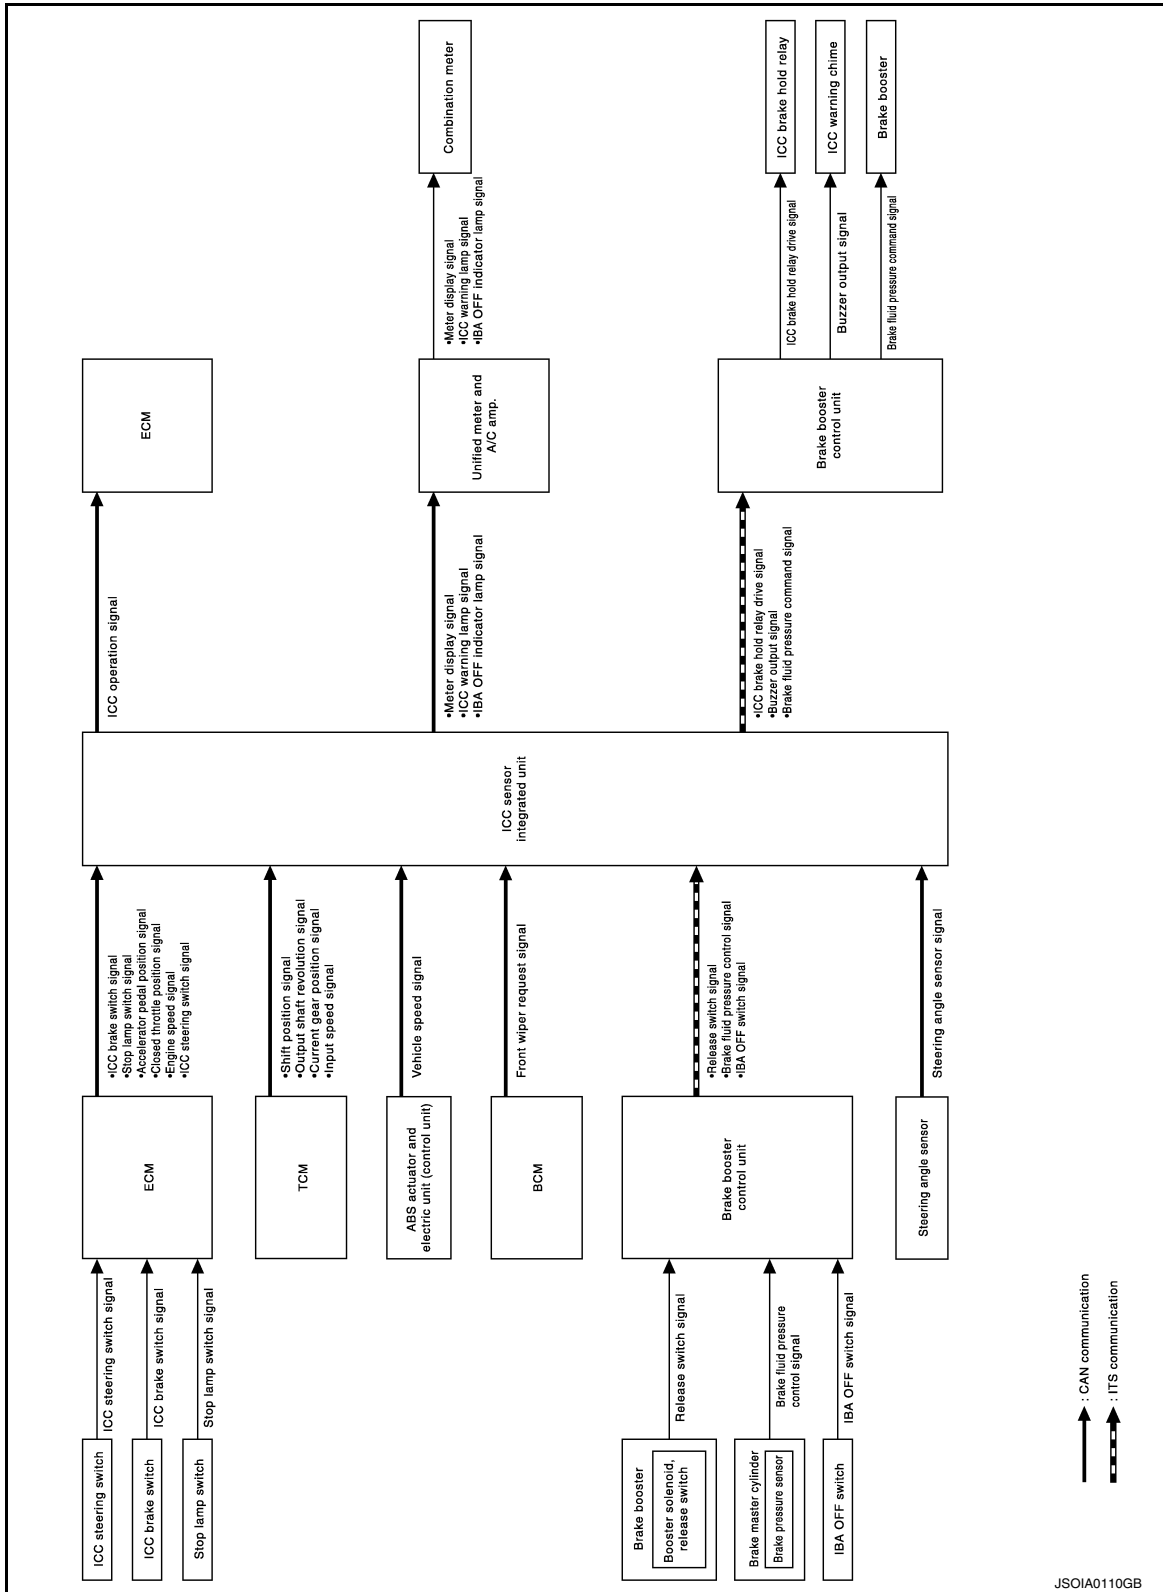 ICC steering switch
ICC brake switch
Stop lamp switch
Brake booster
Booster solenoid,
release switch
Brake master cylinder
Brake pressure sensor
IBA OFF switch
ICC steering switch signal
ICC brake switch signal
Stop lamp switch signal
Release switch signal
Brake fluid pressure
control signal
IBA OFF switch signal
ECM
TCM
ABS actuator and
electric unit (control unit)
BCM
Brake booster
control unit
Steering angle sensor
•ICC brake switch signal
•Stop lamp switch signal
•Accelerator pedal position signal
•Closed throttle position signal
•Engine speed signal
•ICC steering switch signal
•Shift position signal
•Output shaft revolution signal
•Current gear position signal
•Input speed signal
Vehicle speed signal
Front wiper request signal
•Release switch signal
•Brake fluid pressure control signal
•IBA OFF switch signal
Steering angle sensor signal
ICC sensor
integrated unit
ICC operation signal
•Meter display signal
•ICC warning lamp signal
•IBA OFF indicator lamp signal
•ICC brake hold relay drive signal
•Buzzer output signal
•Brake fluid pressure command signal
ECM
Unified meter and
A/C amp.
Brake booster
control unit
•Meter display signal
•ICC warning lamp signal
•IBA OFF indicator lamp signal
ICC brake hold relay drive signal
Buzzer output signal
Brake fluid pressure command signal
Combination meter
ICC brake hold relay
ICC warning chime
Brake booster
: CAN communication
: ITS communication
JSOIA0110GB